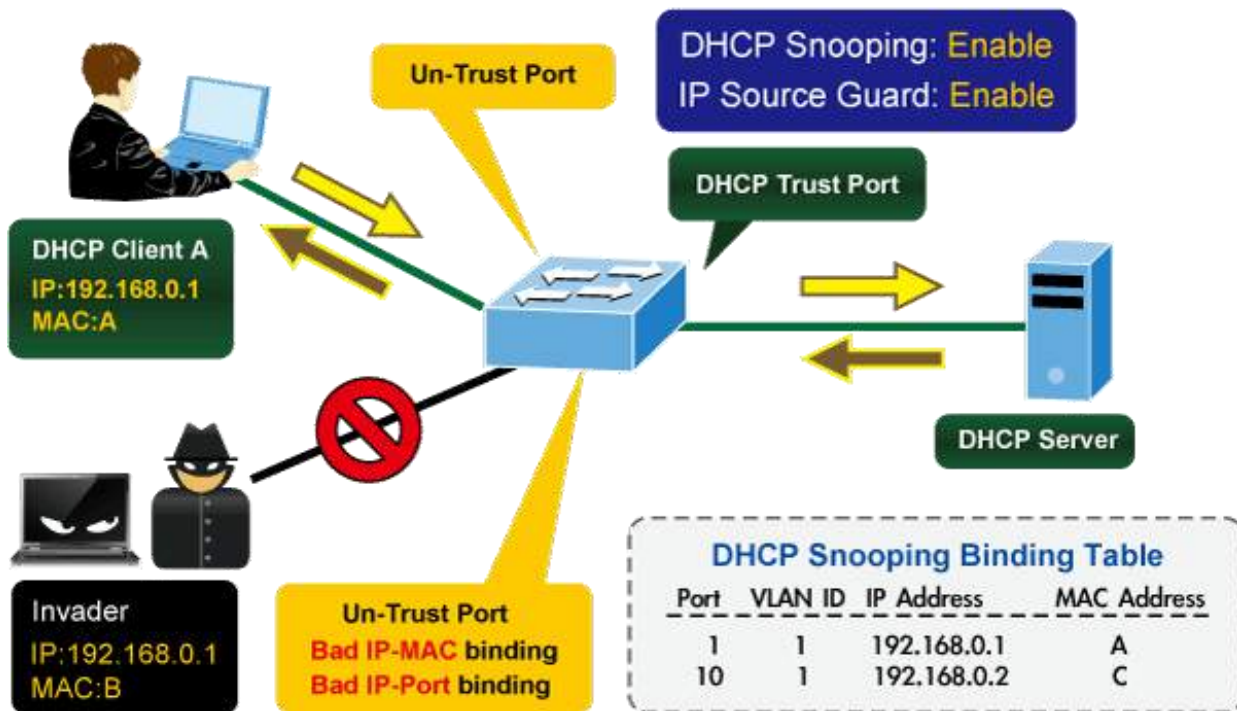 Un-Trust Port
DHCP Snooping: Enable
IP Source Guard: Enable
DHCP Trust Port
DHCP Client A
IP:192.168.0.1
MAC:A
DHCP Server
Invader
IP:192.168.0.1
MAC:B
Un-Trust Port
Bad IP-MAC binding
Bad IP-Port binding
DHCP Snooping Binding Table
Port VLAN ID IP Address MAC Address
1 1 192.168.0.1 A
10 1 192.168.0.2 C